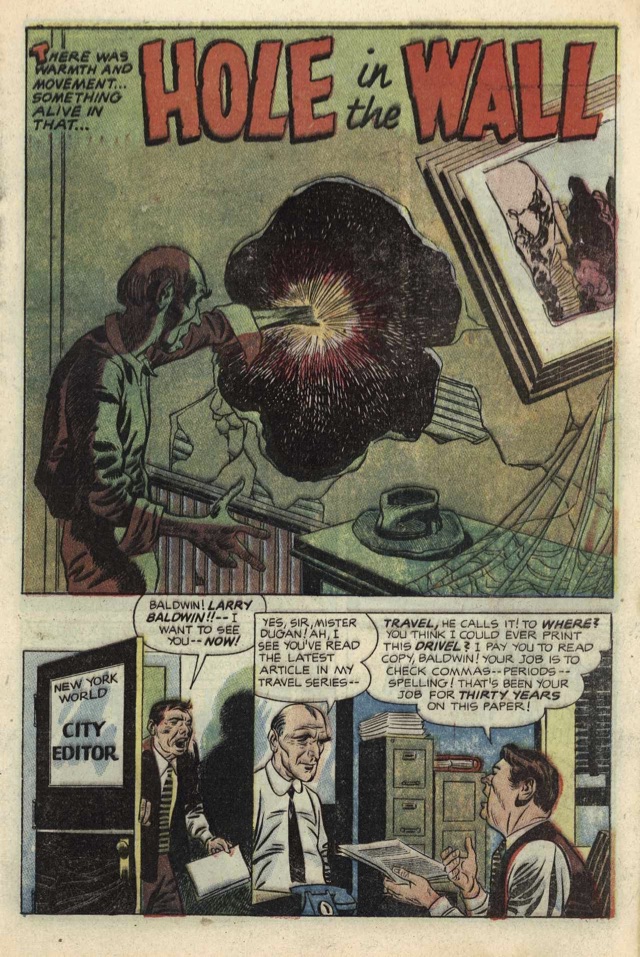 THERE WAS
WARMTH AND
MOVEMENT...
SOMETHING
ALIVE IN
THAT...
HOLE in the WALL
BALDWIN! LARRY
BALDWIN!!-- I
WANT TO SEE
YOU-- NOW!
YES, SIR, MISTER
DUGAN! AH, I
SEE YOU'VE READ
THE LATEST
ARTICLE IN MY
TRAVEL SERIES--
TRAVEL, HE CALLS IT! TO WHERE?
YOU THINK I COULD EVER PRINT
THIS DRIVEL? I PAY YOU TO READ
COPY, BALDWIN! YOUR JOB IS TO
CHECK COMMAS--PERIODS--
SPELLING! THAT'S BEEN YOUR
JOB FOR THIRTY YEARS
ON THIS PAPER!
NEW YORK
WORLD
CITY
EDITOR